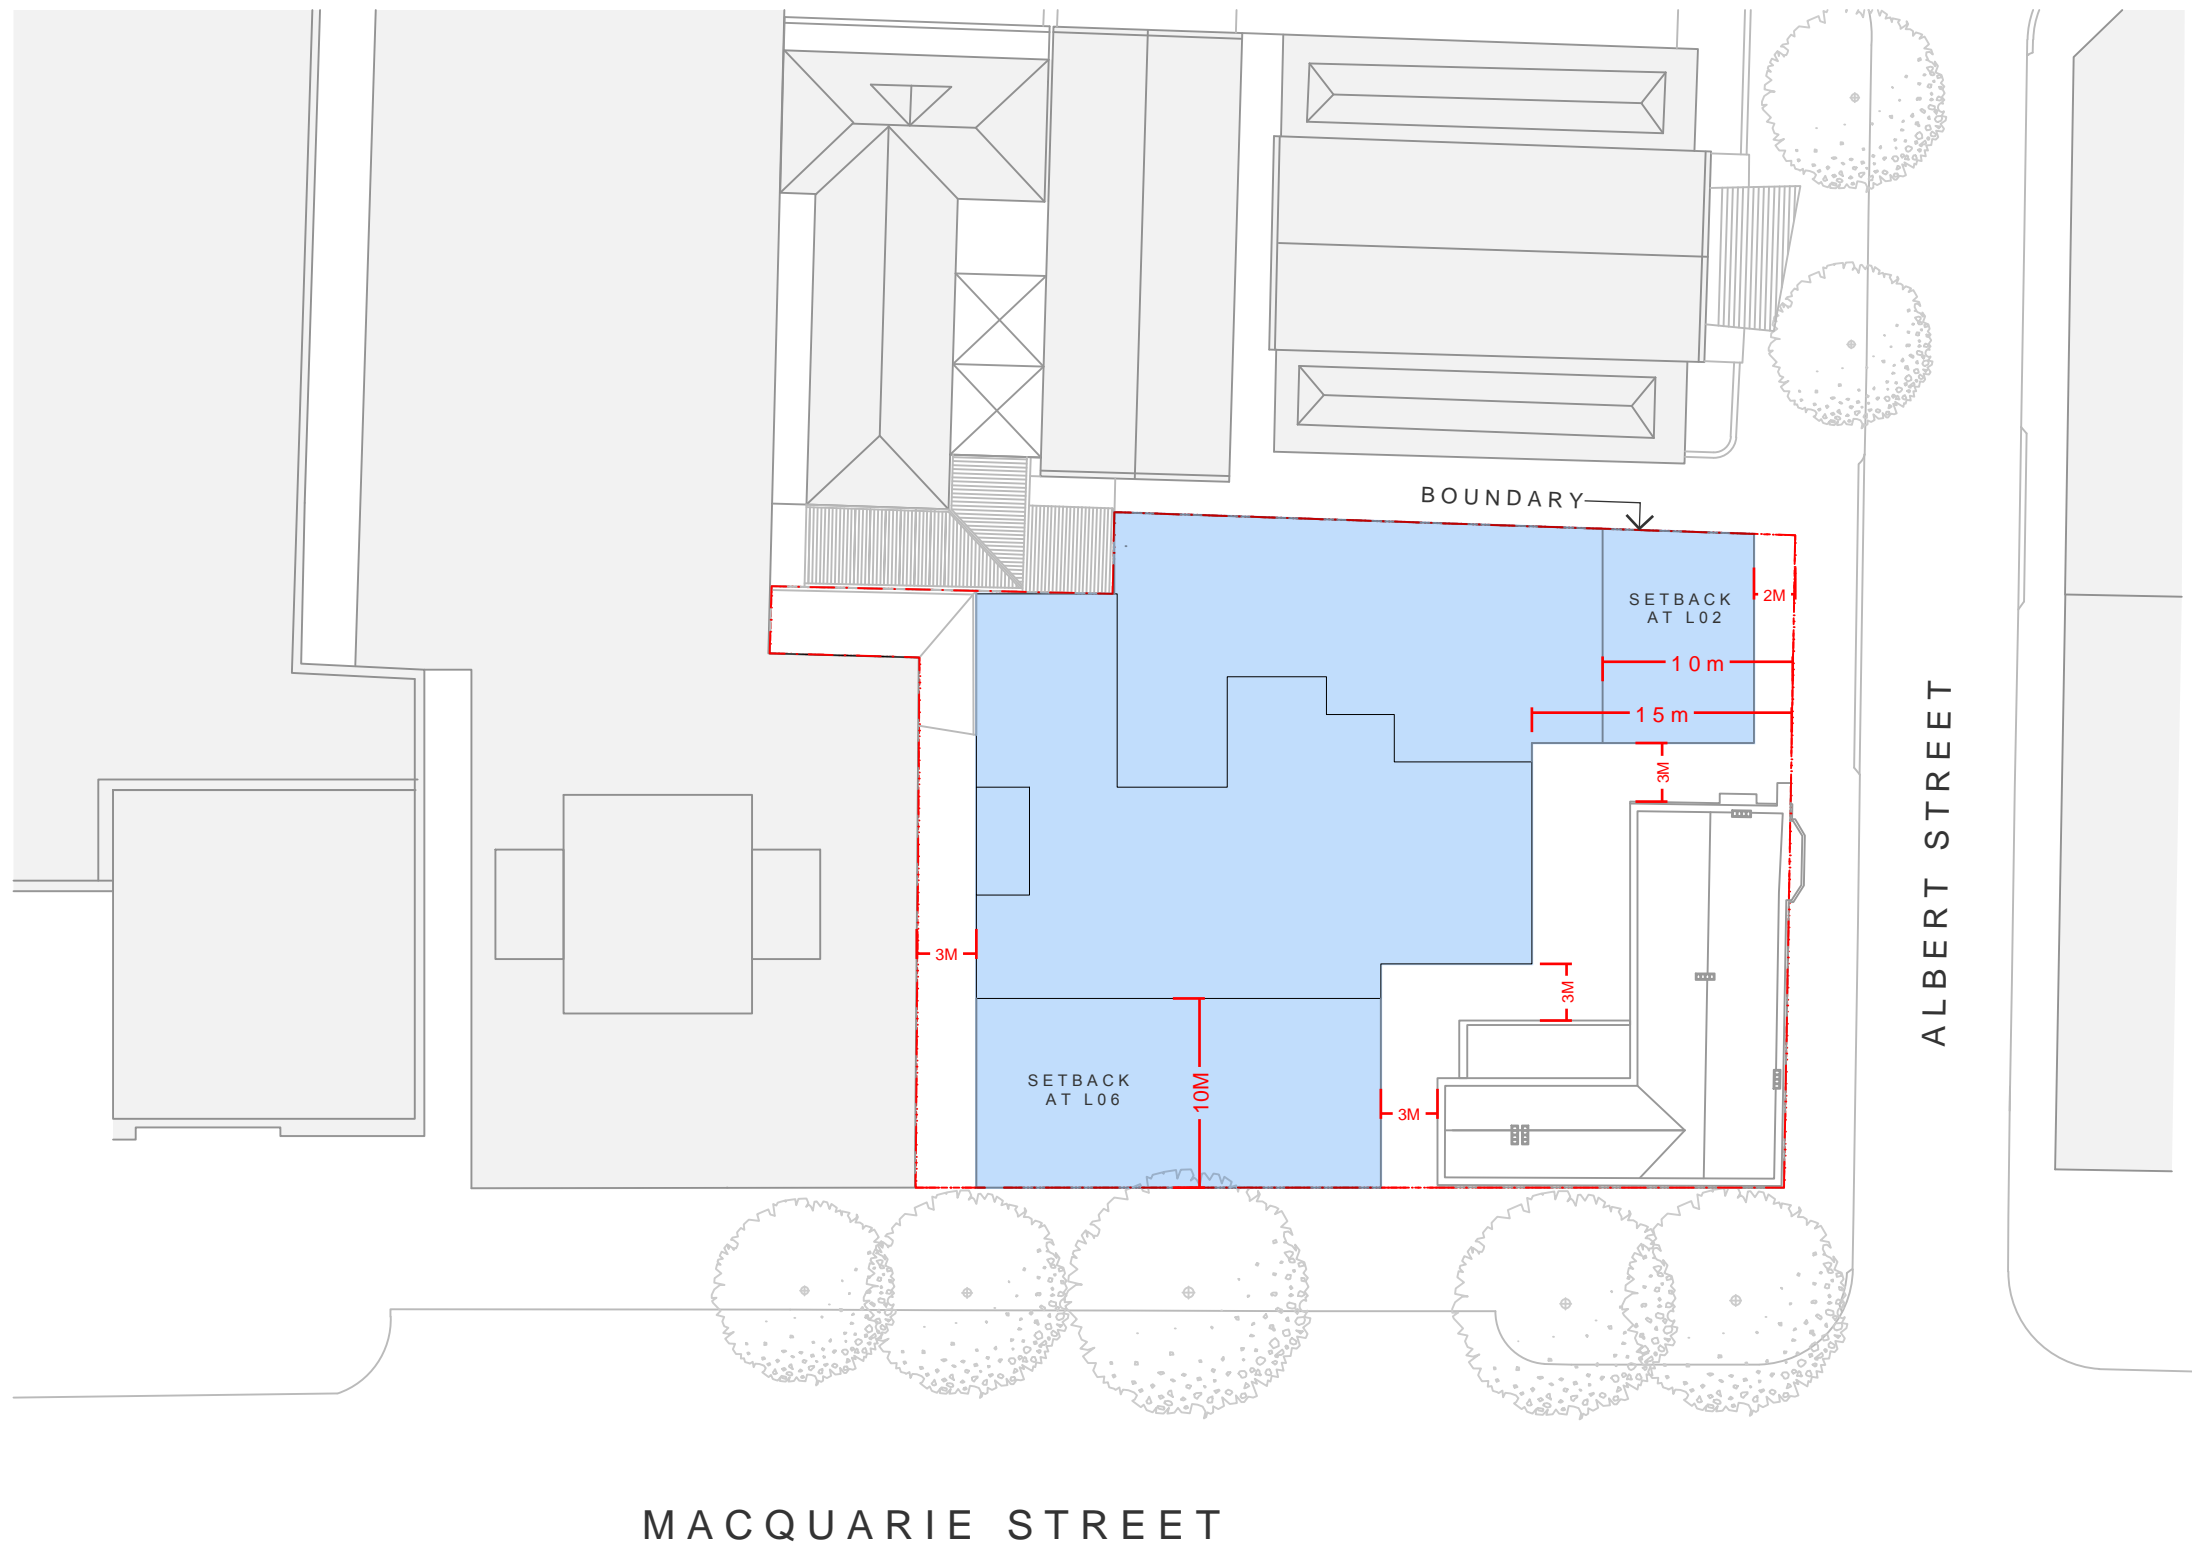 BOUNDARY
SETBACK
AT L02
2M
10m
15m
3M
ALBERT STREET
3M
3M
SETBACK
AT L06
10M
3M
MACQUARIE STREET